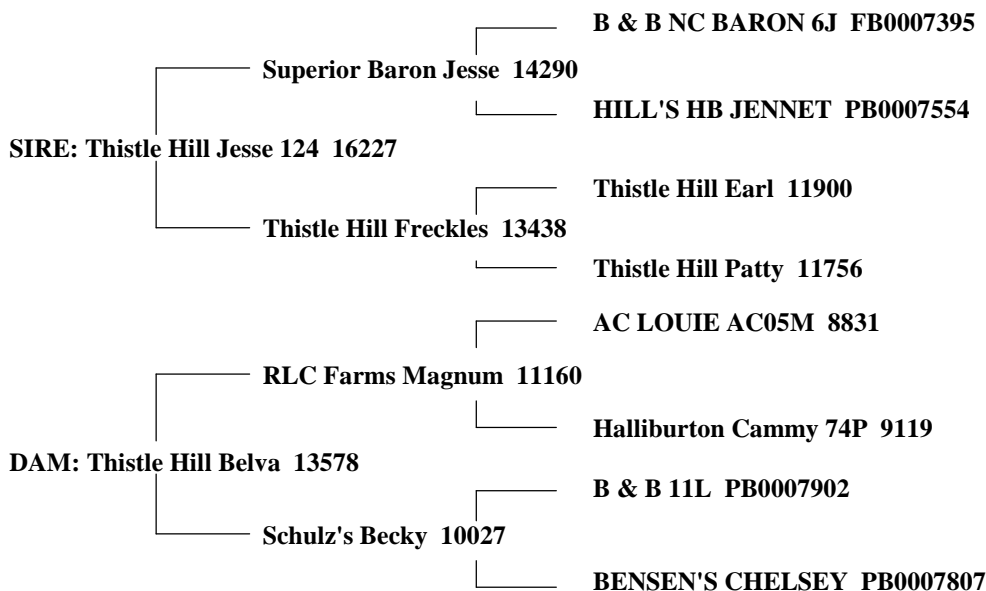 B & B NC BARON 6J  FB0007395
Superior Baron Jesse  14290
HILL'S HB JENNET  PB0007554
SIRE: Thistle Hill Jesse 124  16227
Thistle Hill Earl  11900
Thistle Hill Freckles  13438
Thistle Hill Patty  11756
AC LOUIE AC05M  8831
RLC Farms Magnum  11160
Halliburton Cammy 74P  9119
DAM: Thistle Hill Belva  13578
B & B 11L  PB0007902
Schulz's Becky  10027
BENSEN'S CHELSEY  PB0007807